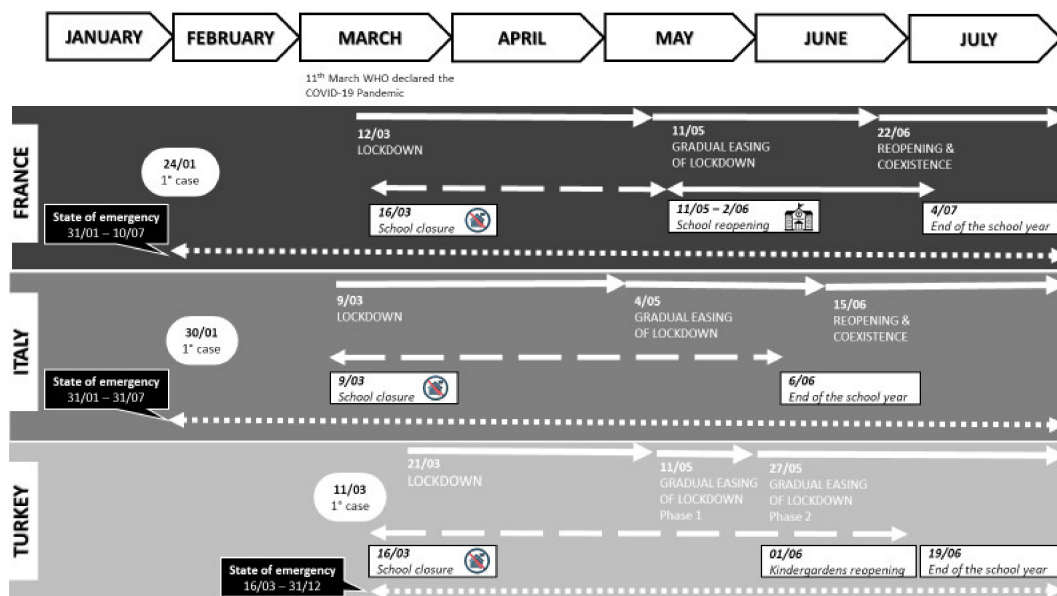 JANUARY
FEBRUARY
MARCH
APRIL
MAY
JUNE
JULY
11th March WHO declared the
COVID-19 Pandemic
FRANCE
12/03
LOCKDOWN
11/05
GRADUAL EASING
OF LOCKDOWN
22/06
REOPENING &
COEXISTENCE
24/01
1° case
State of emergency
31/01 – 10/07
16/03
School closure
11/05 – 2/06
School reopening
4/07
End of the school year
ITALY
9/03
LOCKDOWN
4/05
GRADUAL EASING
OF LOCKDOWN
15/06
REOPENING &
COEXISTENCE
30/01
1° case
State of emergency
31/01 – 31/07
9/03
School closure
6/06
End of the school year
TURKEY
21/03
LOCKDOWN
11/05
GRADUAL EASING
OF LOCKDOWN
Phase 1
27/05
GRADUAL EASING
OF LOCKDOWN
Phase 2
11/03
1° case
16/03
School closure
01/06
Kindergardens reopening
19/06
End of the school year
State of emergency
16/03 – 31/12